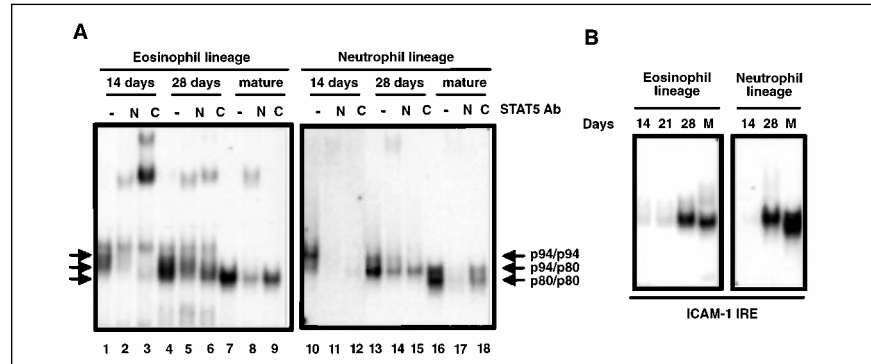 A
Eosinophil lineage
Neutrophil lineage
14 days 28 days mature
14 days 28 days mature
- N C - N C - N C
- N C - N C - N C
STAT5 Ab
p94/p94
p94/p80
p80/p80
1 2 3 4 5 6 7 8 9
10 11 12 13 14 15 16 17 18
B
Eosinophil lineage
Neutrophil lineage
Days
14 21 28 M
14 28 M
ICAM-1 IRE